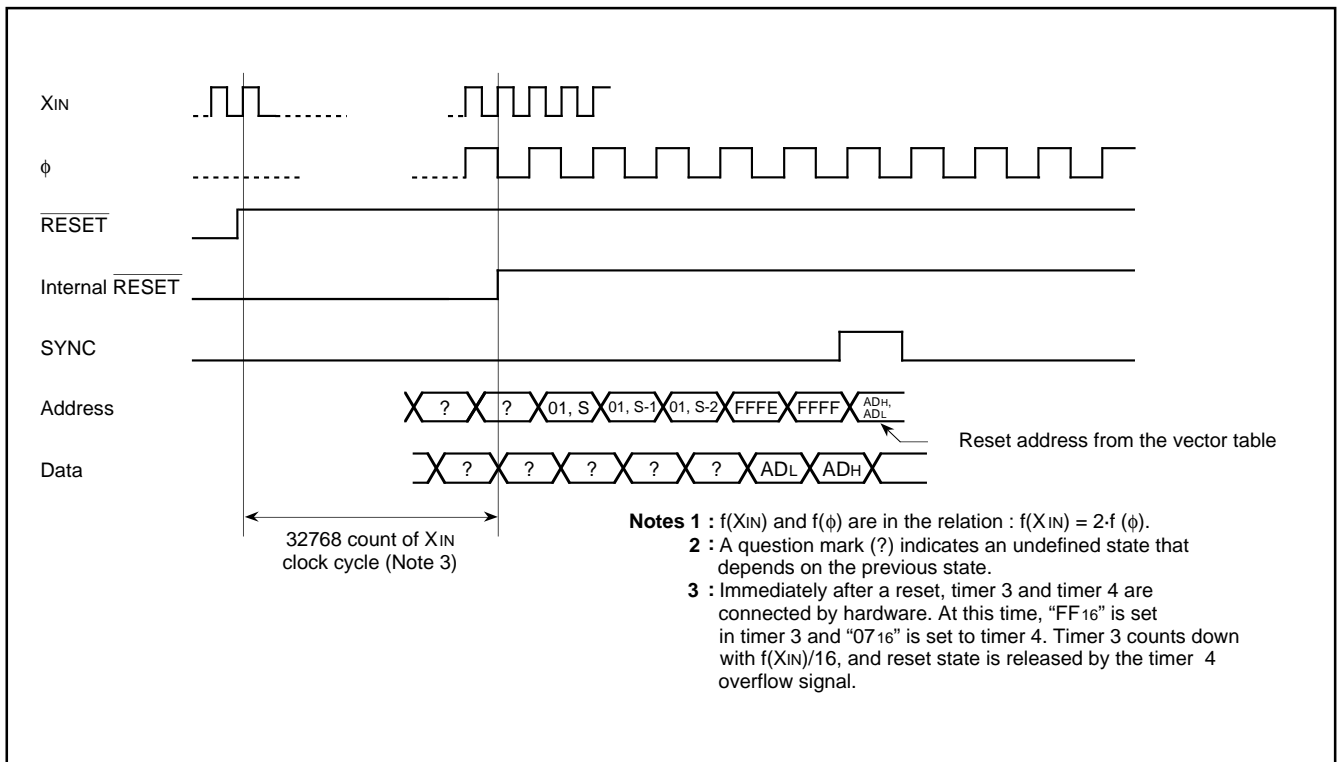 XIN
ϕ
RESET
Internal RESET
SYNC
Address
? ? 01, S 01, S-1 01, S-2 FFFE FFFF ADH,
ADL
Reset address from the vector table
Data
? ? ? ? ? ADL ADH
32768 count of XIN
clock cycle (Note 3)
Notes 1 : f(XIN) and f(ϕ) are in the relation : f(XIN) = 2·f (ϕ).
2 : A question mark (?) indicates an undefined state that
depends on the previous state.
3 : Immediately after a reset, timer 3 and timer 4 are
connected by hardware. At this time, “FF16” is set
in timer 3 and “0716” is set to timer 4. Timer 3 counts down
with f(XIN)/16, and reset state is released by the timer 4
overflow signal.